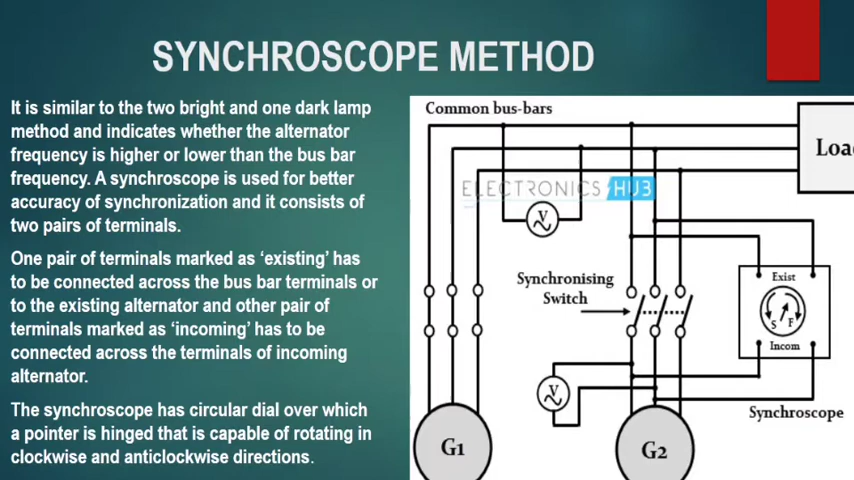 SYNCHROSCOPE METHOD
It is similar to the two bright and one dark lamp
method and indicates whether the alternator
frequency is higher or lower than the bus bar
frequency. A synchroscope is used for better
accuracy of synchronization and it consists of
two pairs of terminals.
One pair of terminals marked as ‘existing’ has
to be connected across the bus bar terminals or
to the existing alternator and other pair of
terminals marked as ‘incoming’ has to be
connected across the terminals of incoming
alternator.
The synchroscope has circular dial over which
a pointer is hinged that is capable of rotating in
clockwise and anticlockwise directions.
Common bus-bars
Loa
ELECTRONICS HUB
V
Synchronising
Switch
Exist
S F
Incom
V
Synchroscope
G1
G2